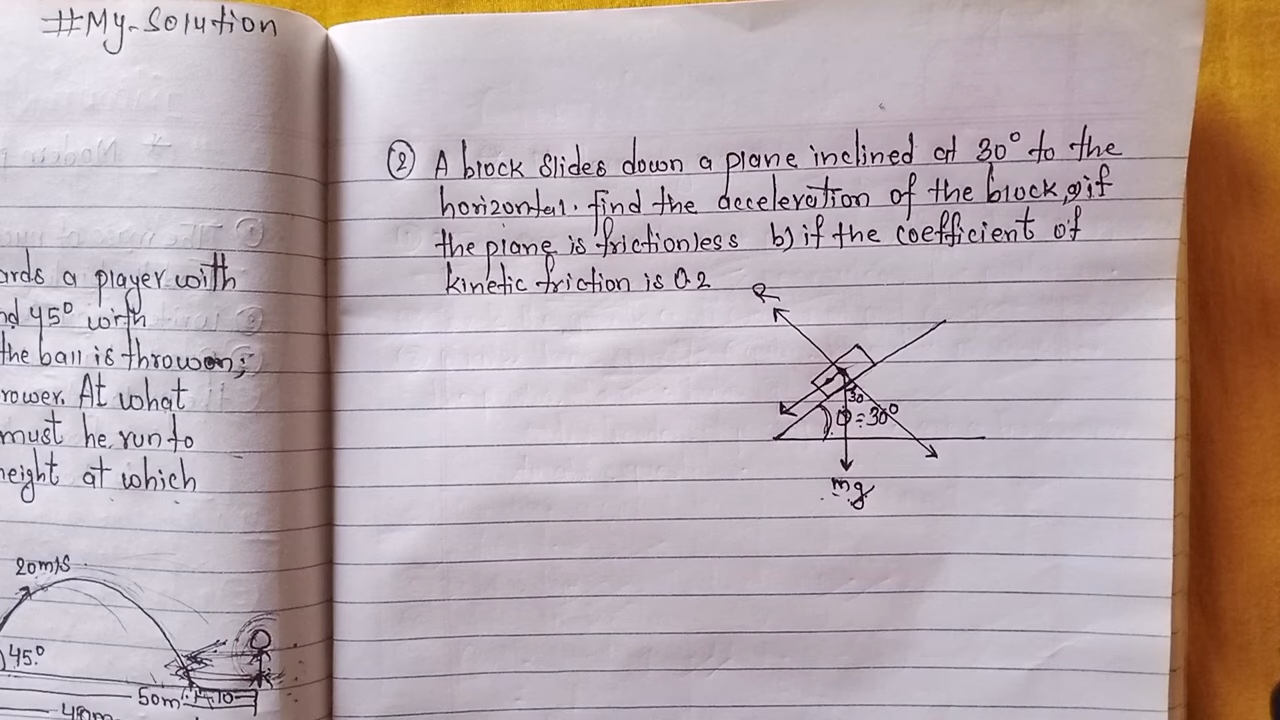 #My-Solution
ards a player with
nd 45° with
the ball is thrown;
rower. At what
must he run to
height at which
20m/s
45°
50m
② A block slides down a plane inclined at 30° to the
horizontal. find the acceleration of the block, a) if
the plane is frictionless b) if the coefficient of
kinetic friction is 0.2
R
30
θ = 30°
mg